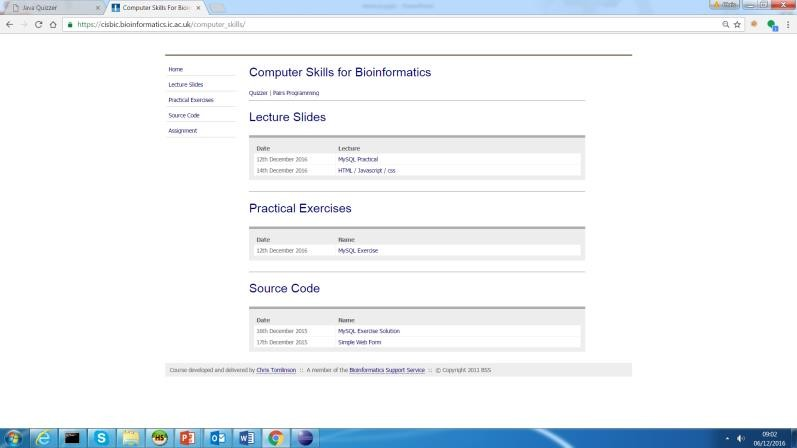 Java Quizzer
Computer Skills For Bioin
https://cisbic.bioinformatics.ic.ac.uk/computer_skills/
Home
Lecture Slides
Practical Exercises
Source Code
Assignment
Computer Skills for Bioinformatics
Quizzer | Pairs Programming
Lecture Slides
Date Lecture
12th December 2016 MySQL Practical
14th December 2016 HTML / Javascript / css
Practical Exercises
Date Name
12th December 2016 MySQL Exercise
Source Code
Date Name
16th December 2015 MySQL Exercise Solution
17th December 2015 Simple Web Form
Course developed and delivered by Chris Tomlinson :: A member of the Bioinformatics Support Service :: © Copyright 2011 BSS
09:02
06/12/2016